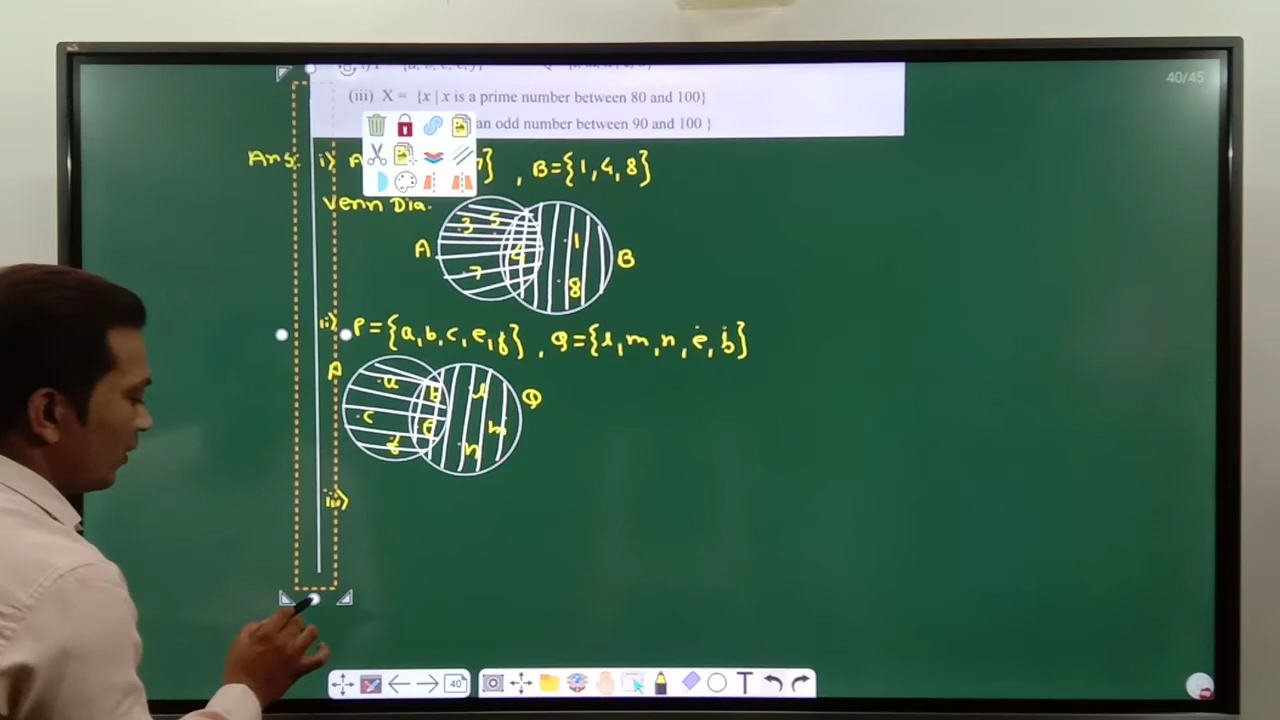 40/45
(iii) X = {x | x is a prime number between 80 and 100}
an odd number between 90 and 100 }
Ans: i) A 7} , B={1,4,8}
Venn Dia.
3 5
A 4 1 B
7 8
ii) P={a,b,c,e,f} , Q={l,m,n,e,b}
P a b l Q
c e m
f n
iii)
40
T